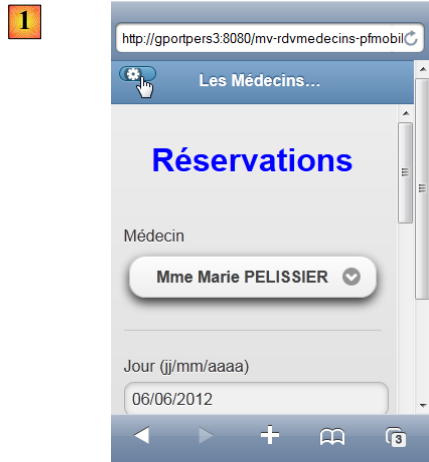 1
http://gportpers3:8080/mv-rdvmedecins-pfmobil
Les Médecins...
Réservations
Médecin
Mme Marie PELISSIER
Jour (jj/mm/aaaa)
06/06/2012
3